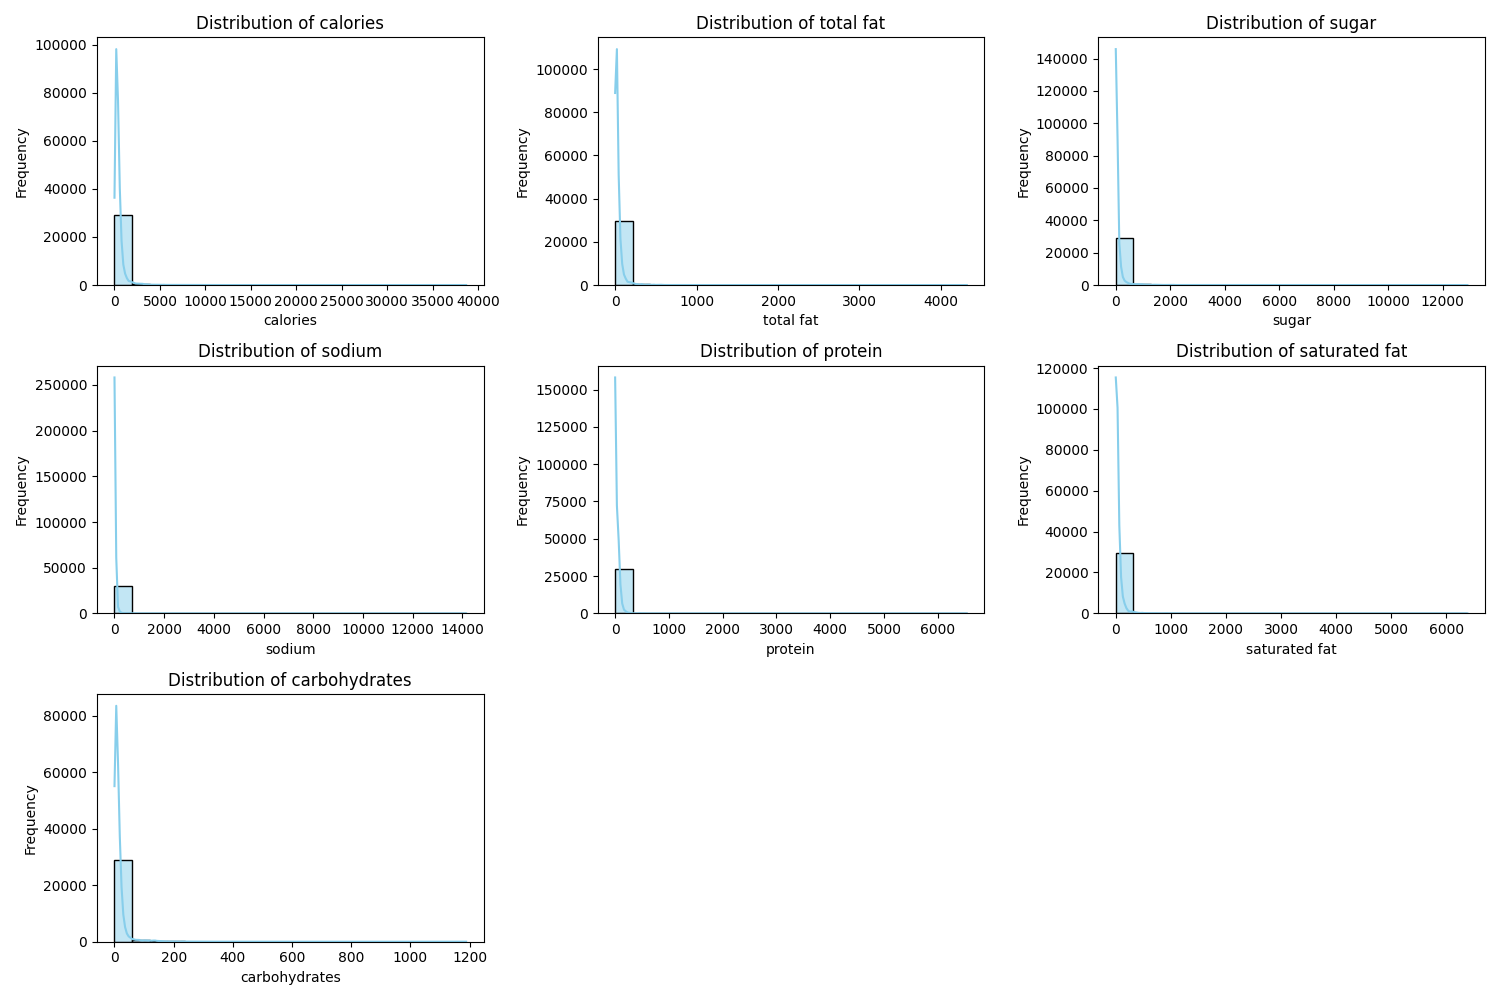 Distribution of calories
Frequency
100000
80000
60000
40000
20000
0
0 5000 10000 15000 20000 25000 30000 35000 40000
calories
Distribution of total fat
Frequency
100000
80000
60000
40000
20000
0
0 1000 2000 3000 4000
total fat
Distribution of sugar
Frequency
140000
120000
100000
80000
60000
40000
20000
0
0 2000 4000 6000 8000 10000 12000
sugar
Distribution of sodium
Frequency
250000
200000
150000
100000
50000
0
0 2000 4000 6000 8000 10000 12000 14000
sodium
Distribution of protein
Frequency
150000
125000
100000
75000
50000
25000
0
0 1000 2000 3000 4000 5000 6000
protein
Distribution of saturated fat
Frequency
120000
100000
80000
60000
40000
20000
0
0 1000 2000 3000 4000 5000 6000
saturated fat
Distribution of carbohydrates
Frequency
80000
60000
40000
20000
0
0 200 400 600 800 1000 1200
carbohydrates